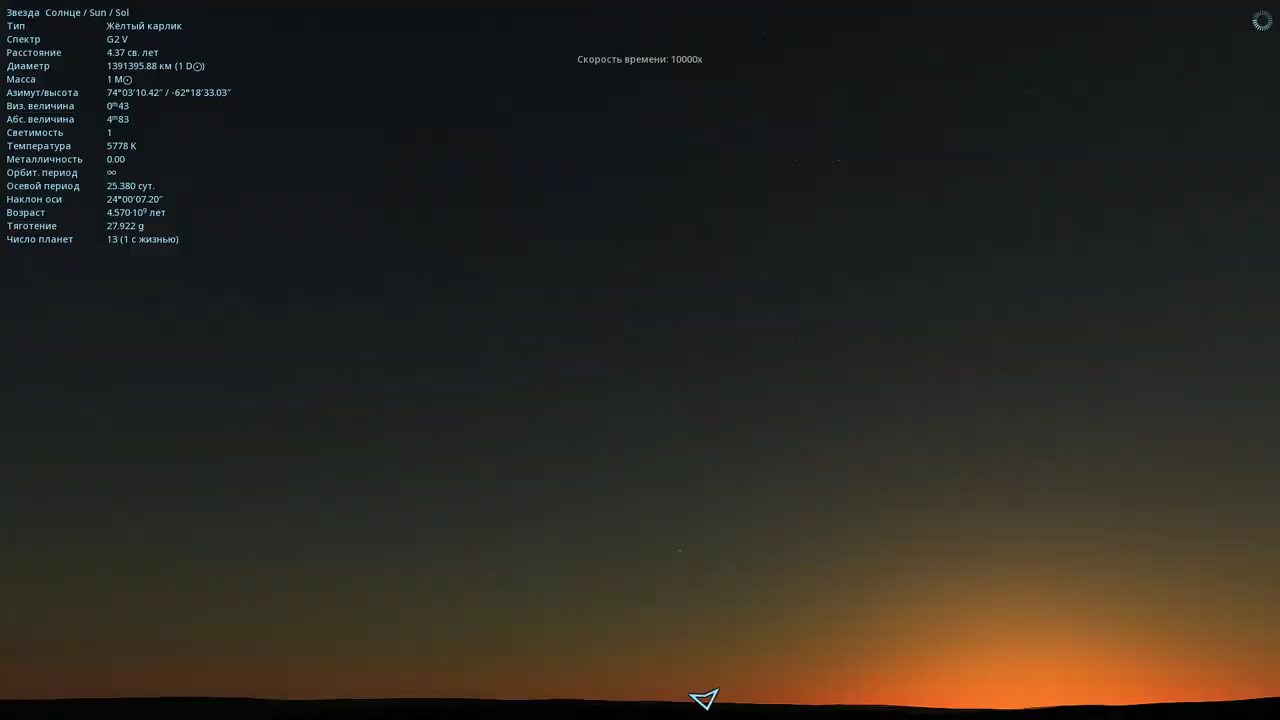 Звезда Солнце / Sun / Sol
Тип Жёлтый карлик
Спектр G2 V
Расстояние 4.37 св. лет
Диаметр 1391395.88 км (1 D☉)
Масса 1 M☉
Азимут/высота 74°03′10.42″ / -62°18′33.03″
Виз. величина 0ᵐ43
Абс. величина 4ᵐ83
Светимость 1
Температура 5778 K
Металличность 0.00
Орбит. период ∞
Осевой период 25.380 сут.
Наклон оси 24°00′07.20″
Возраст 4.570·10⁹ лет
Тяготение 27.922 g
Число планет 13 (1 с жизнью)
Скорость времени: 10000x